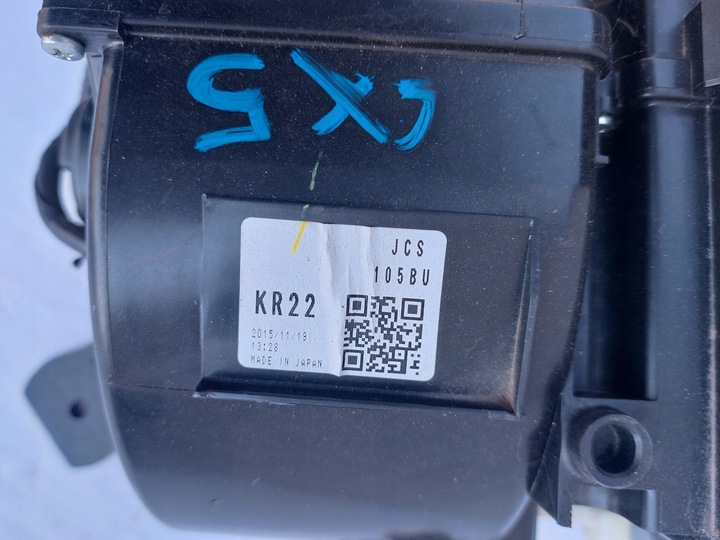 CX5
JCS
105BU
KR22
2015/11/19
13:28
MADE IN JAPAN